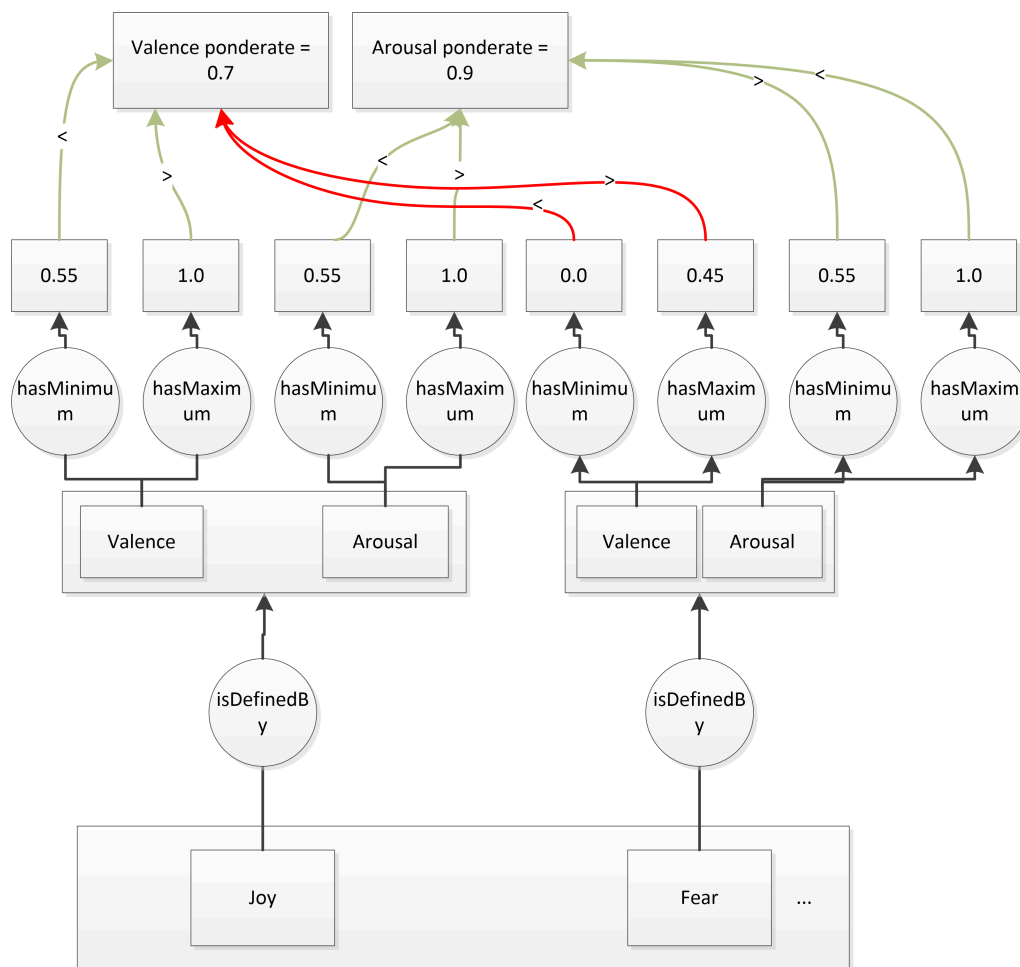 Valence ponderate =
0.7
Arousal ponderate =
0.9
<
>
<
>
<
>
>
<
0.55
1.0
0.55
1.0
0.0
0.45
0.55
1.0
hasMinimu
m
hasMaxim
um
hasMinimu
m
hasMaxim
um
hasMinimu
m
hasMaxim
um
hasMinimu
m
hasMaxim
um
Valence
Arousal
Valence
Arousal
isDefinedB
y
isDefinedB
y
Joy
Fear
...